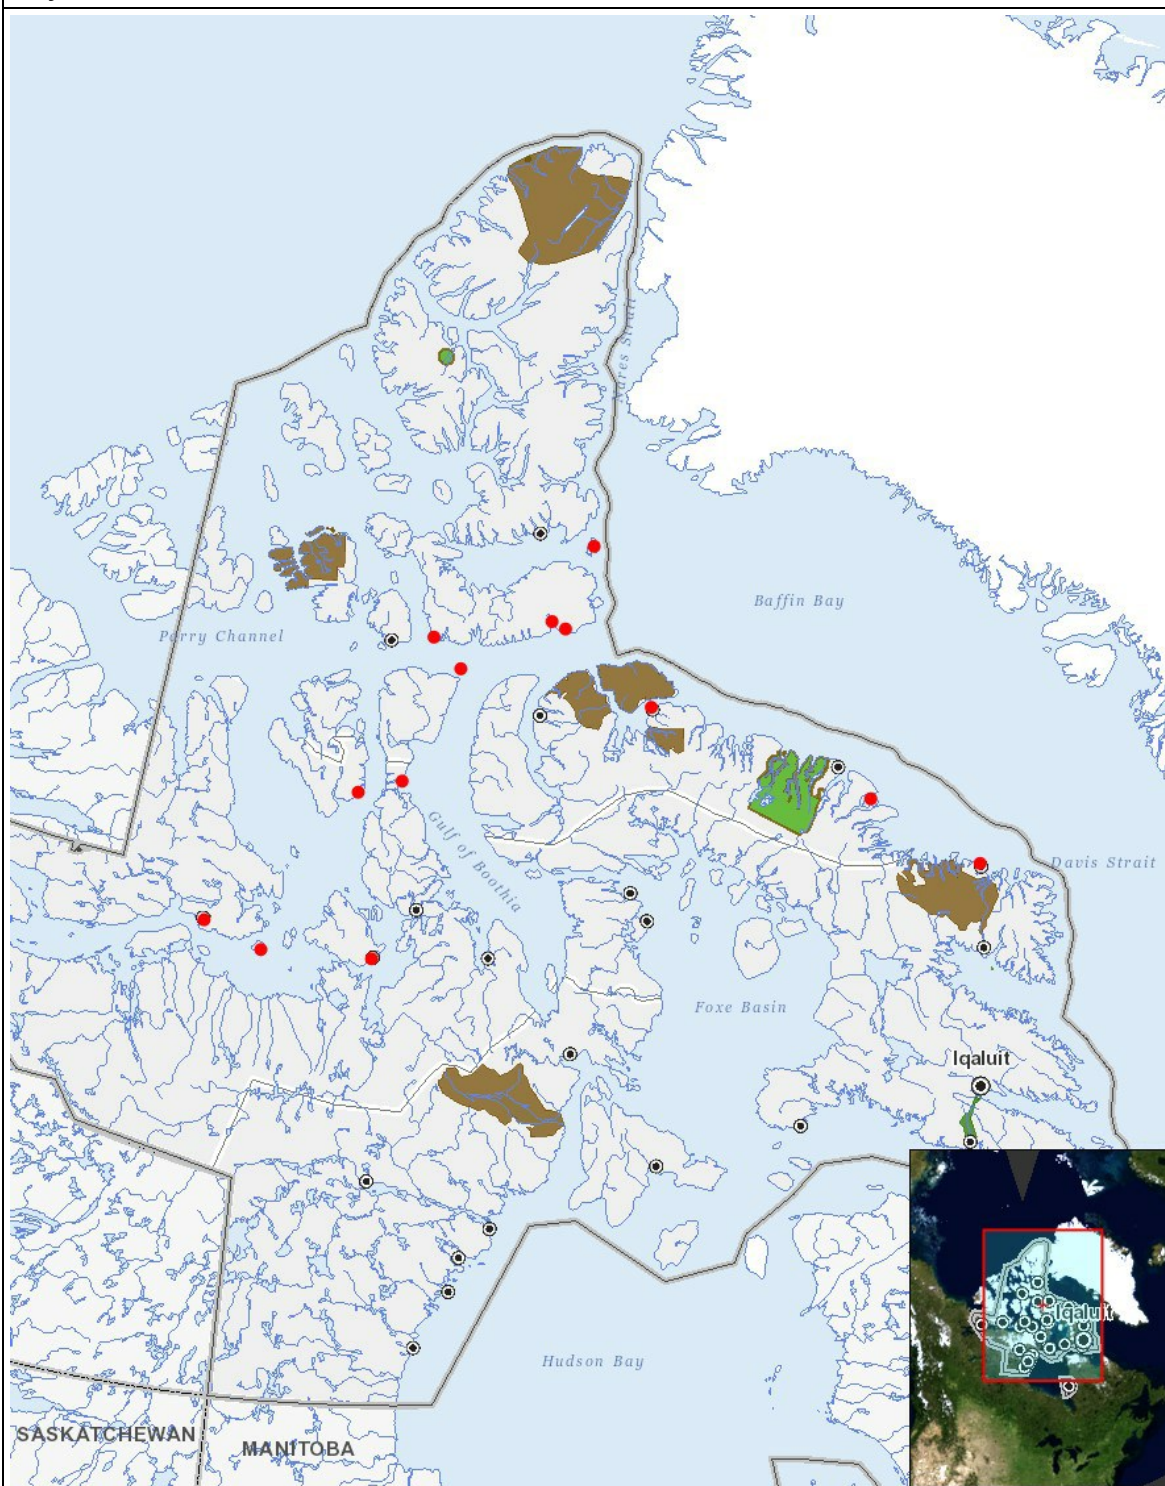 Nares Strait
Baffin Bay
Parry Channel
Gulf of Boothia
Davis Strait
Foxe Basin
Iqaluit
Iqaluit
Hudson Bay
SASKATCHEWAN
MANITOBA